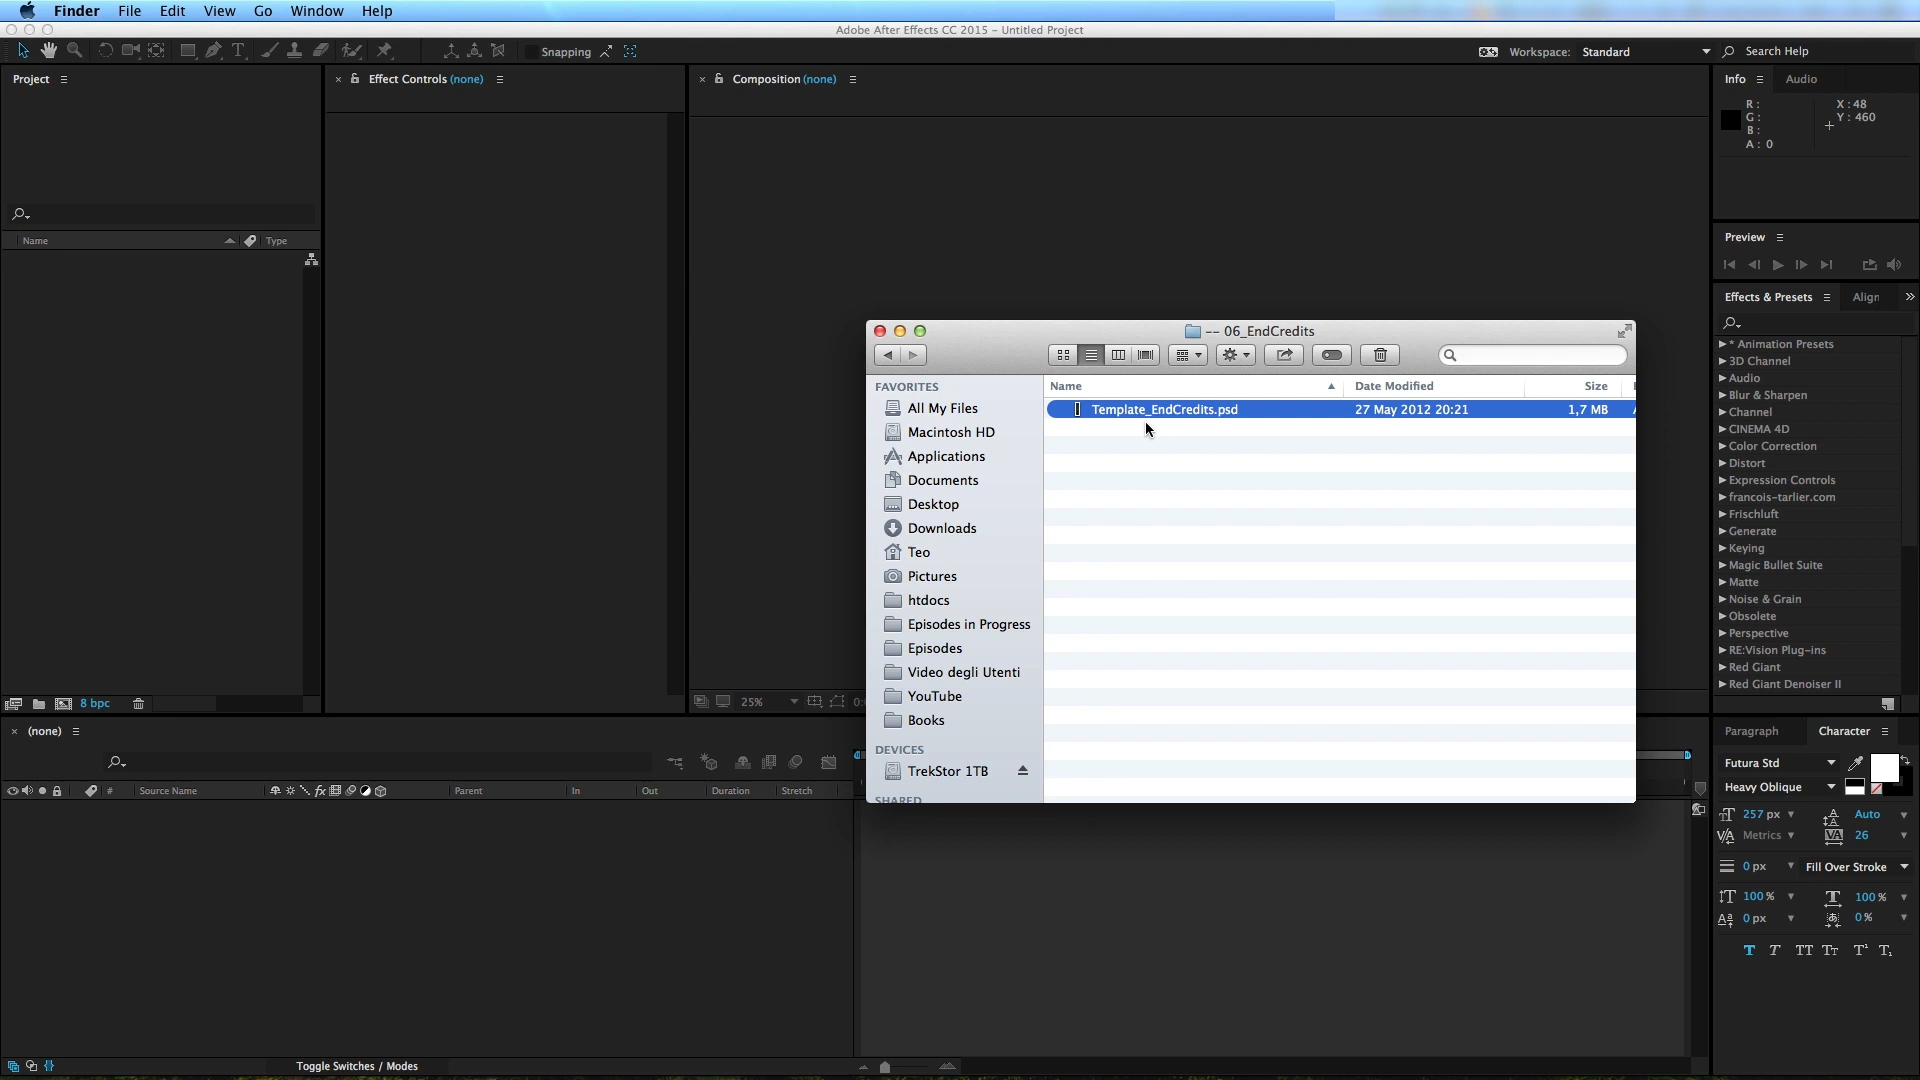 Finder File Edit View Go Window Help
Adobe After Effects CC 2015 – Untitled Project
Snapping
Workspace: Standard
Search Help
Project
Effect Controls (none)
Composition (none)
Info Audio
R:
G:
B:
A: 0
X: 48
Y: 460
Name Type
Preview
Effects & Presets Align
* Animation Presets
3D Channel
Audio
Blur & Sharpen
Channel
CINEMA 4D
Color Correction
Distort
Expression Controls
francois-tarlier.com
Frischluft
Generate
Keying
Magic Bullet Suite
Matte
Noise & Grain
Obsolete
Perspective
RE:Vision Plug-ins
Red Giant
Red Giant Denoiser II
-- 06_EndCredits
FAVORITES
All My Files
Macintosh HD
Applications
Documents
Desktop
Downloads
Teo
Pictures
htdocs
Episodes in Progress
Episodes
Video degli Utenti
YouTube
Books
DEVICES
TrekStor 1TB
SHARED
Name Date Modified Size
Template_EndCredits.psd 27 May 2012 20:21 1,7 MB
8 bpc
25%
(none)
# Source Name fx Parent In Out Duration Stretch
Toggle Switches / Modes
Paragraph Character
Futura Std
Heavy Oblique
257 px Auto
Metrics 26
0 px Fill Over Stroke
100 % 100 %
0 px 0 %
T T TT Tт T¹ T₁